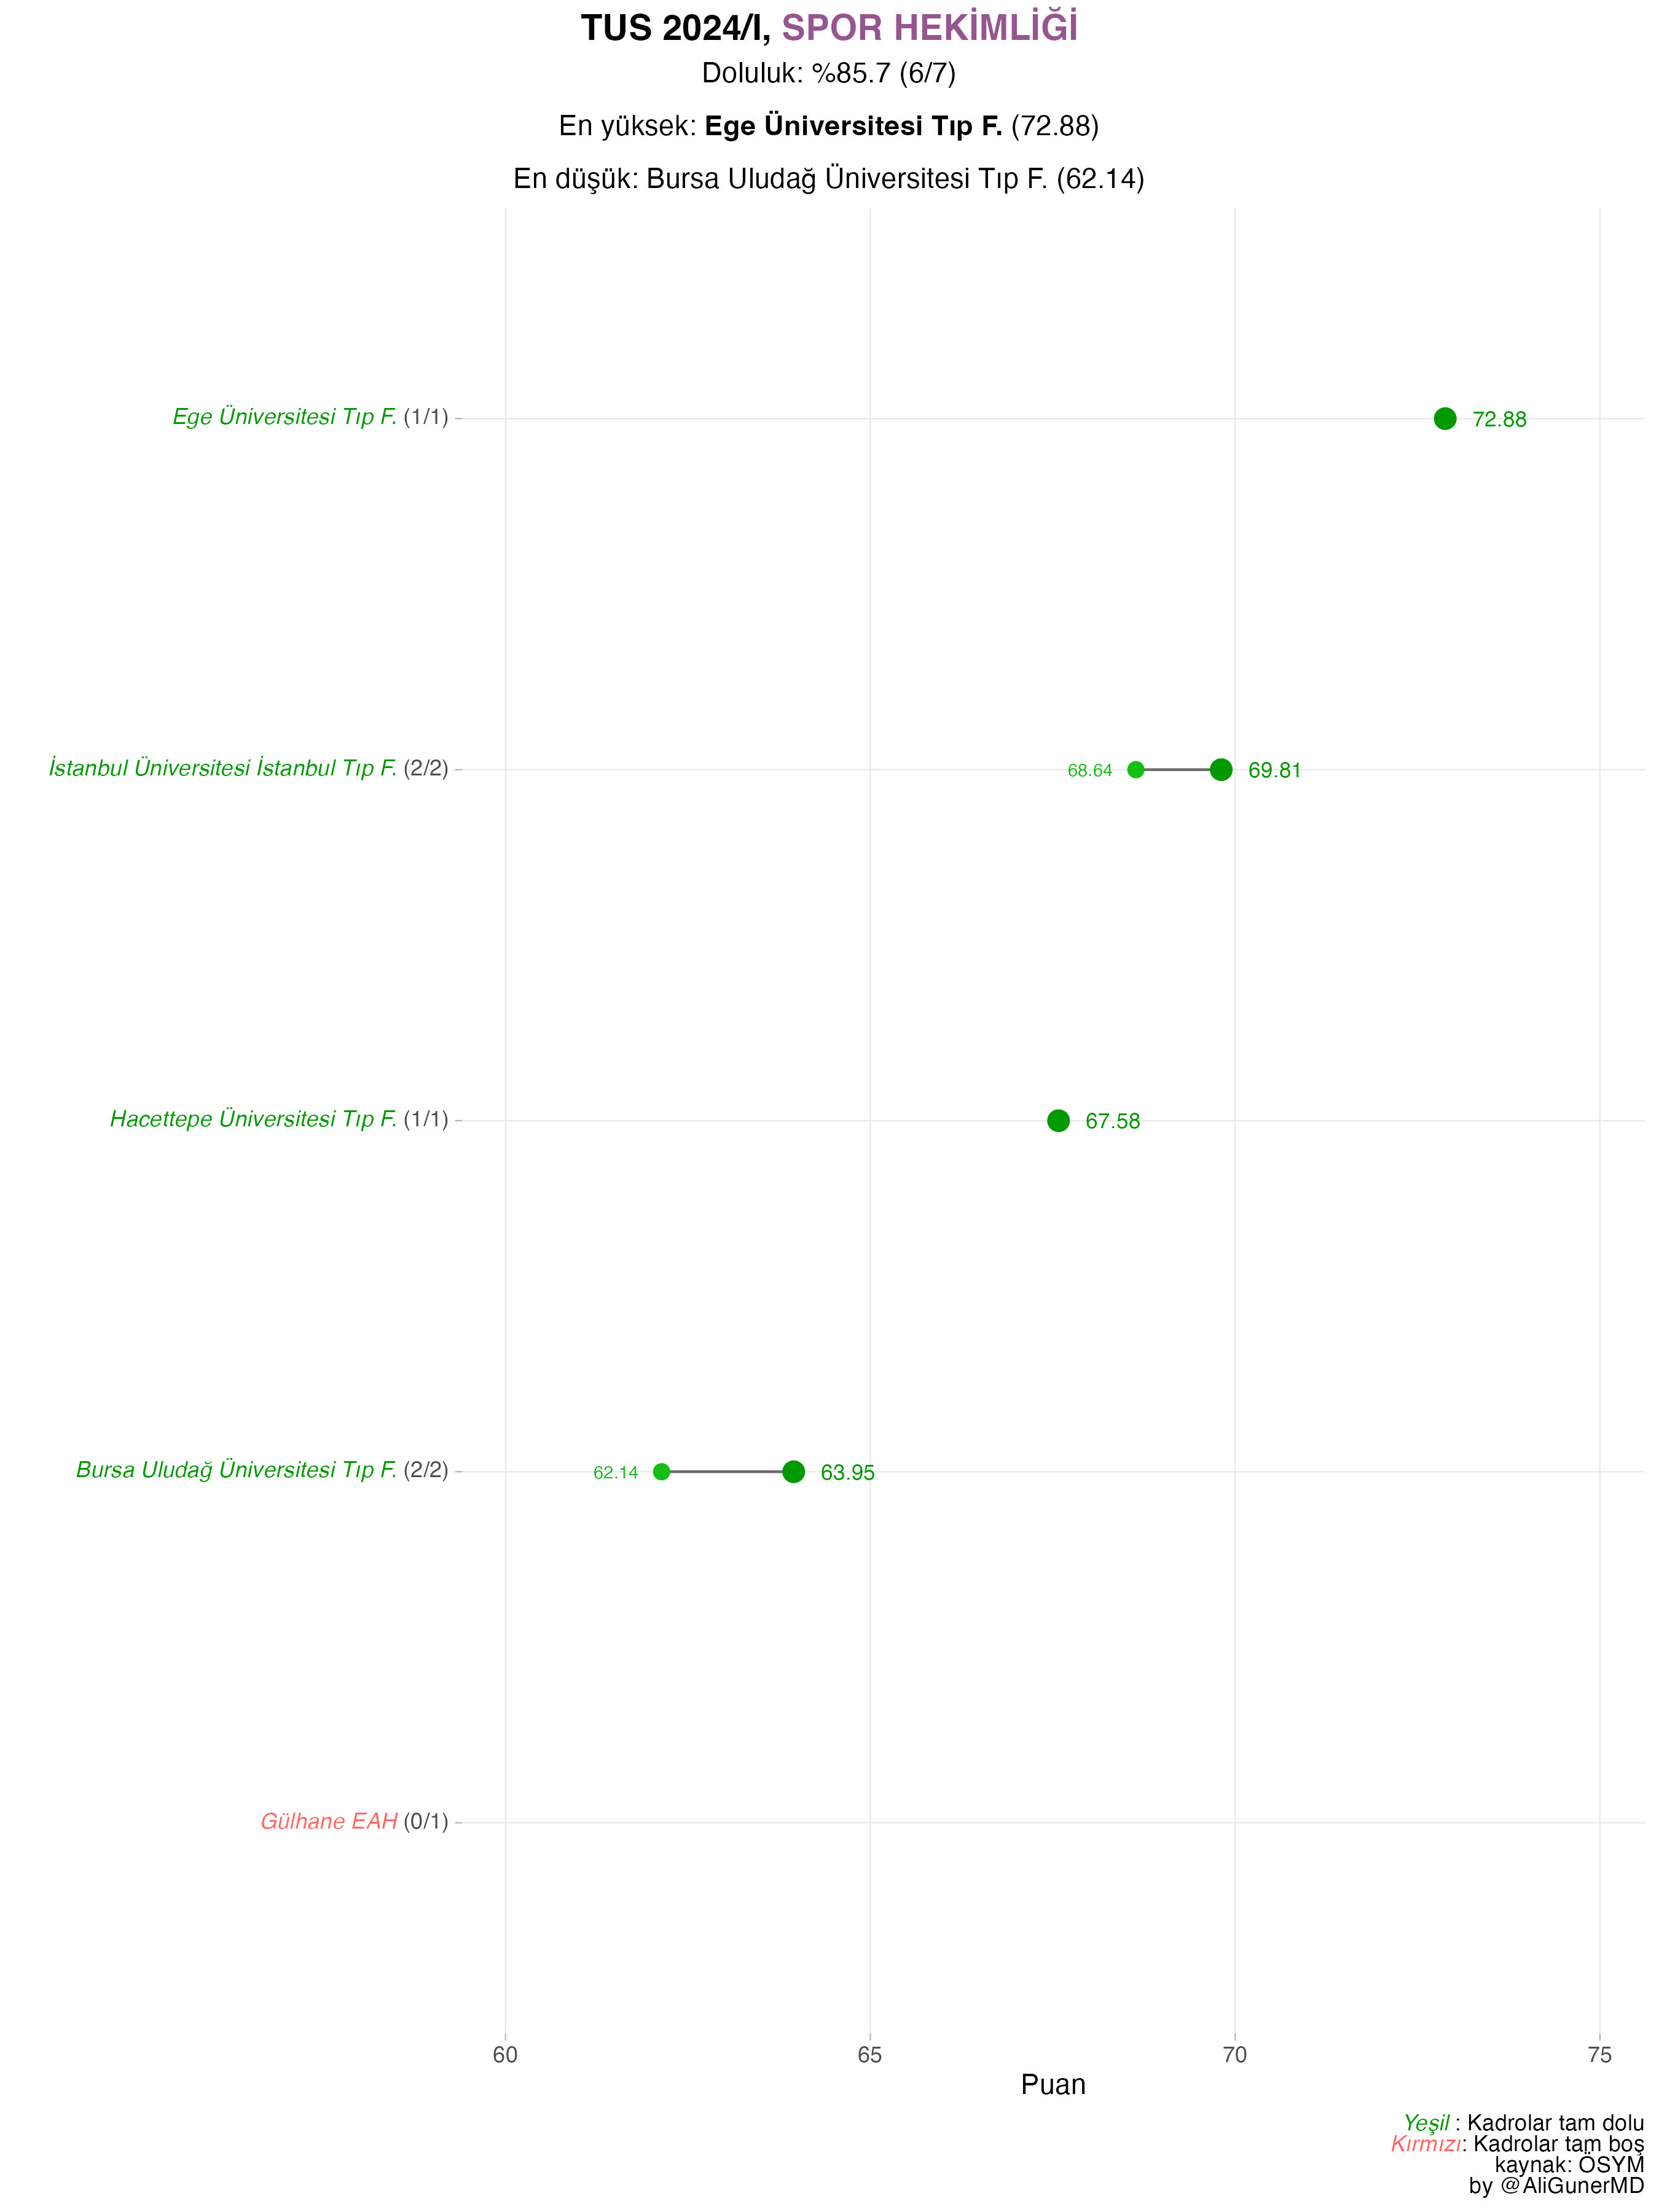 TUS 2024/I, SPOR HEKİMLİĞİ
Doluluk: %85.7 (6/7)
En yüksek: Ege Üniversitesi Tıp F. (72.88)
En düşük: Bursa Uludağ Üniversitesi Tıp F. (62.14)
Ege Üniversitesi Tıp F. (1/1) 72.88
İstanbul Üniversitesi İstanbul Tıp F. (2/2) 68.64 69.81
Hacettepe Üniversitesi Tıp F. (1/1) 67.58
Bursa Uludağ Üniversitesi Tıp F. (2/2) 62.14 63.95
Gülhane EAH (0/1)
60 65 70 75
Puan
Yeşil : Kadrolar tam dolu
Kırmızı: Kadrolar tam boş
kaynak: ÖSYM
by @AliGunerMD